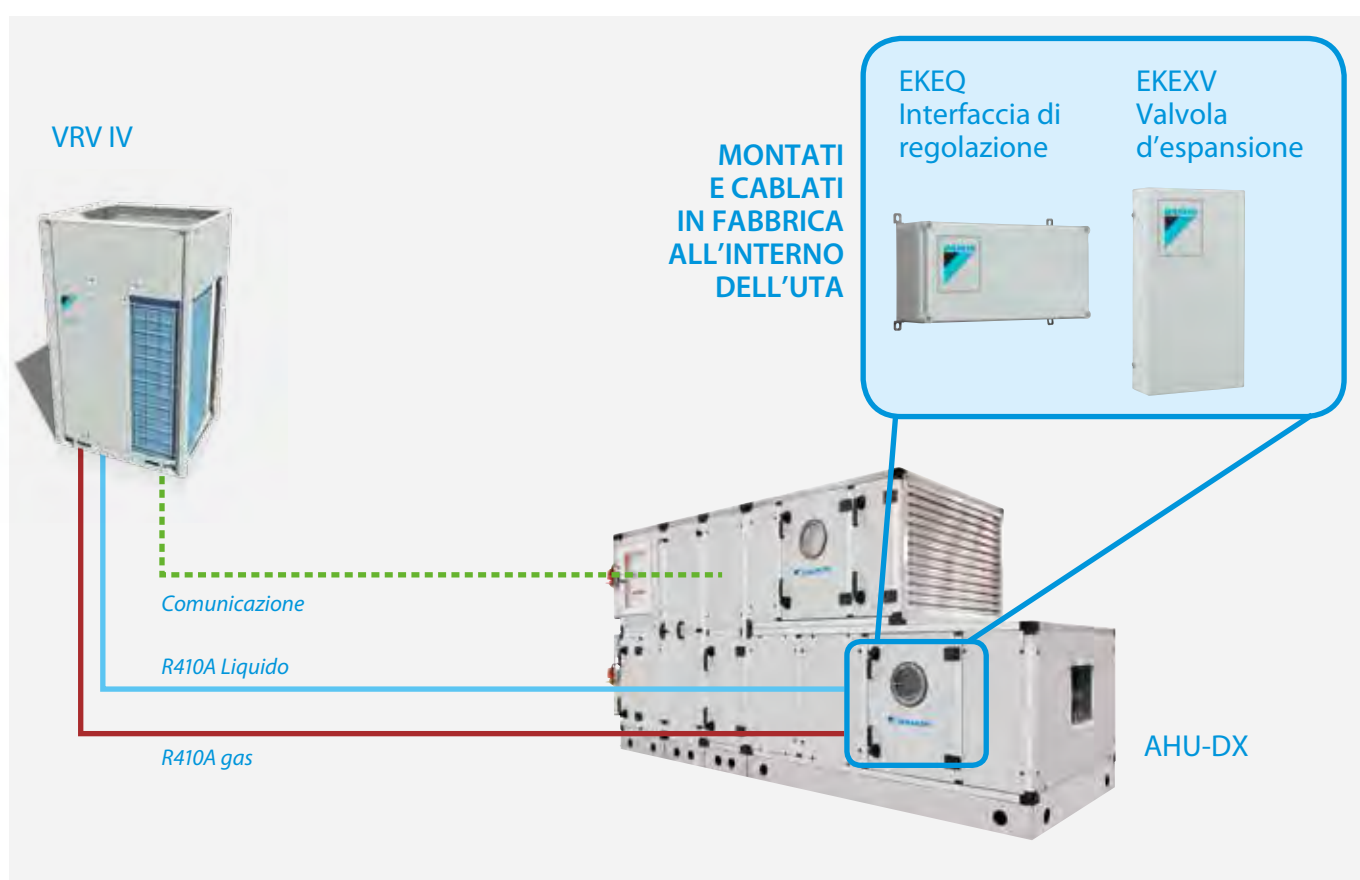 VRV IV
MONTATI
E CABLATI
IN FABBRICA
ALL’INTERNO
DELL’UTA
EKEQ
Interfaccia di
regolazione
EKEXV
Valvola
d’espansione
Comunicazione
R410A Liquido
R410A gas
AHU-DX